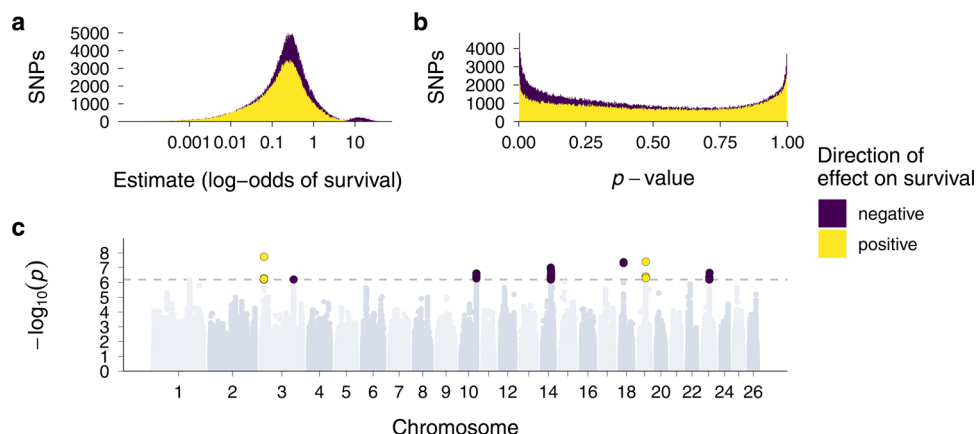 a
SNPs
5000
4000
3000
2000
1000
0
0.001 0.01 0.1 1 10
Estimate (log−odds of survival)
b
SNPs
4000
3000
2000
1000
0
0.00 0.25 0.50 0.75 1.00
p − value
Direction of
effect on survival
negative
positive
c
−log10(p)
8
7
6
5
4
3
2
1
0
1 2 3 4 5 6 7 8 9 10 12 14 16 18 20 22 24 26
Chromosome